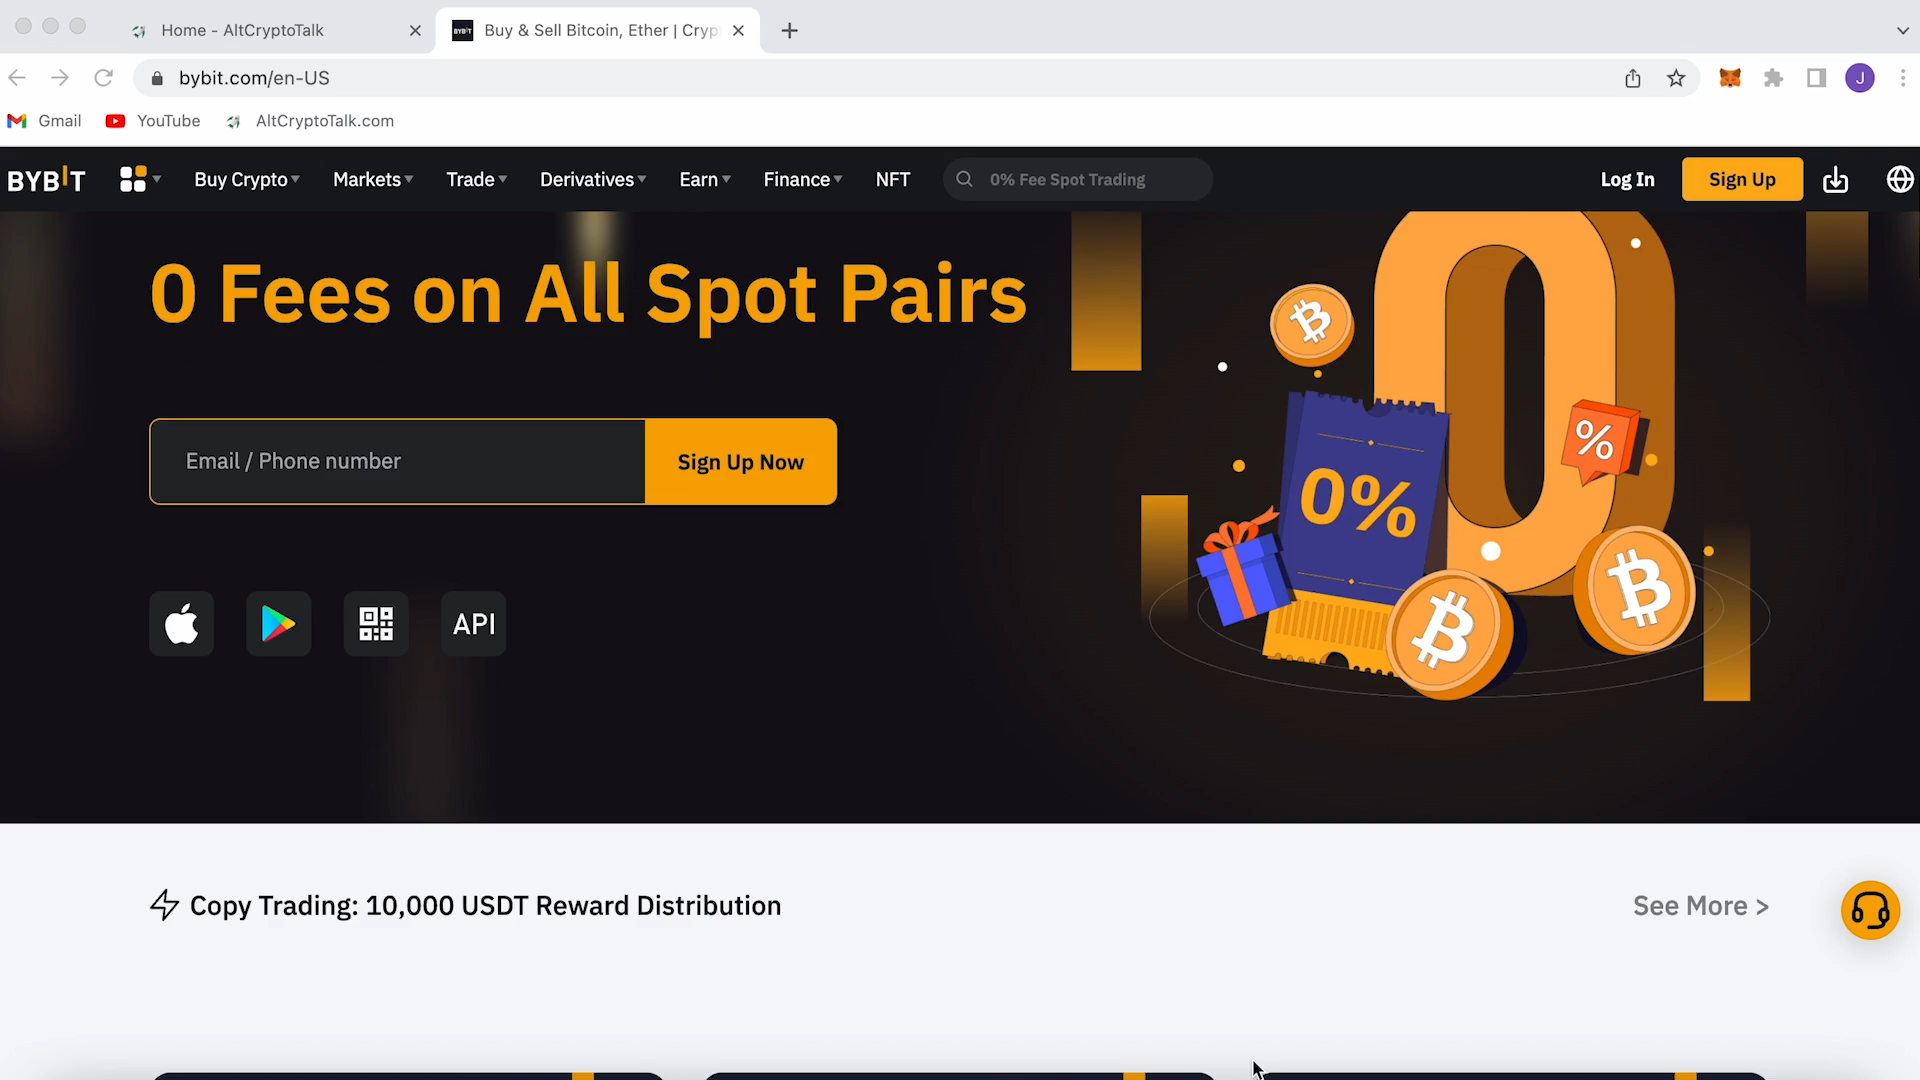 Home - AltCryptoTalk
BYBIT
Buy & Sell Bitcoin, Ether | Cryp
bybit.com/en-US
J
Gmail
YouTube
AltCryptoTalk.com
BYBIT
Buy Crypto
Markets
Trade
Derivatives
Earn
Finance
NFT
0% Fee Spot Trading
Log In
Sign Up
0 Fees on All Spot Pairs
Email / Phone number
Sign Up Now
API
0
0%
%
Copy Trading: 10,000 USDT Reward Distribution
See More >